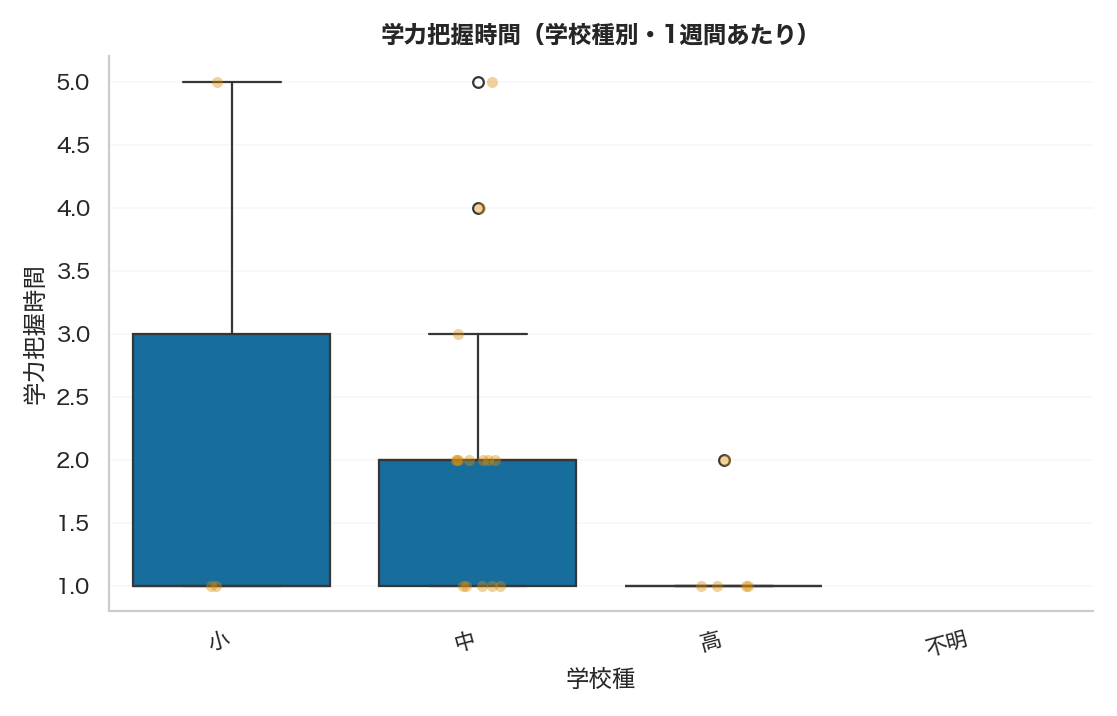 学力把握時間（学校種別・1週間あたり）
学力把握時間
5.0
4.5
4.0
3.5
3.0
2.5
2.0
1.5
1.0
小
中
高
不明
学校種